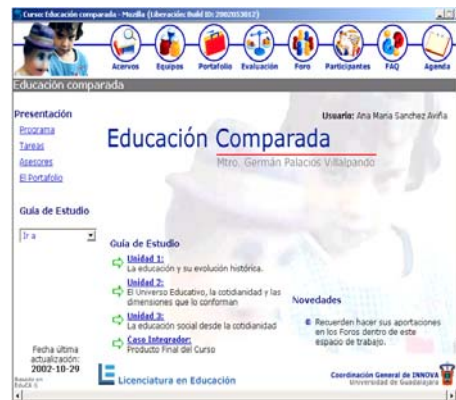 Curso: Educación comparada - Mozilla {Liberación: Build ID: 2002053012}
Acervos Equipos Portafolio Evaluación Foro Participantes FAQ Agenda
Educación comparada
Presentación
Programa
Tareas
Asesores
El Portafolio
Guía de Estudio
Ir a
Usuario: Ana Maria Sanchez Aviña
Educación Comparada
Mtro. Germán Palacios Villalpando
Guía de Estudio
Unidad 1:
La educación y su evolución histórica.
Unidad 2:
El Universo Educativo, la cotidianidad y las
dimensiones que lo conforman
Unidad 3:
La educación social desde la cotidianidad
Caso Integrador:
Producto Final del Curso
Novedades
Recuerden hacer sus aportaciones
en los Foros dentro de este
espacio de trabajo.
Fecha última
actualización:
2002-10-29
Basado en
Licenciatura en Educación
Coordinación General de INNOVA
Universidad de Guadalajara